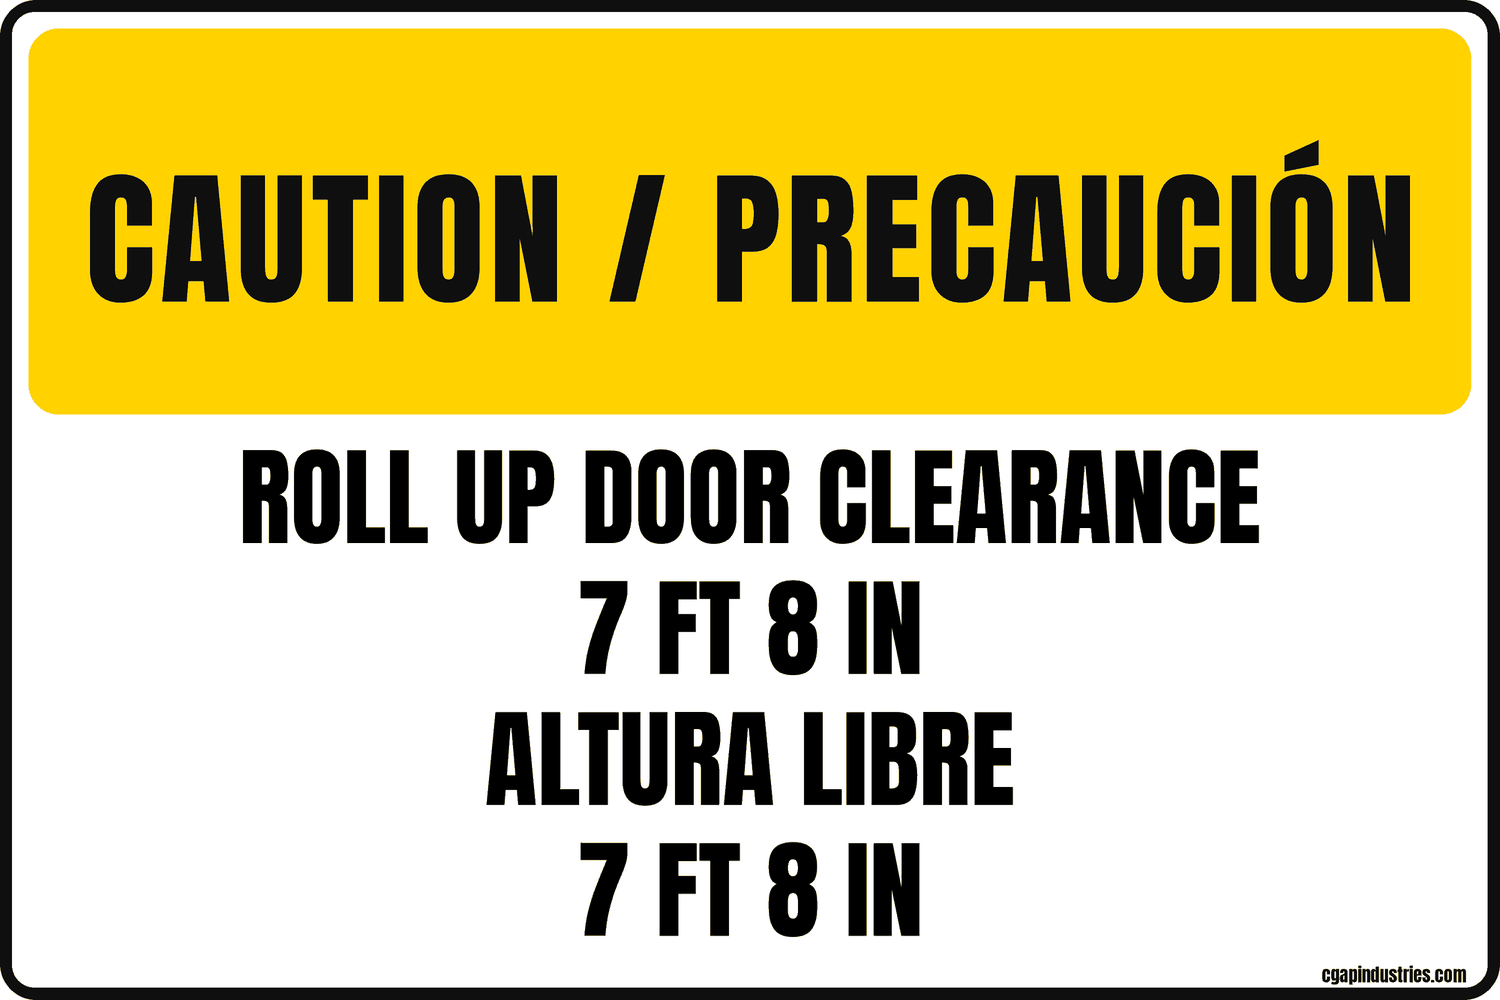 CAUTION / PRECAUCIÓN
ROLL UP DOOR CLEARANCE
7 FT 8 IN
ALTURA LIBRE
7 FT 8 IN
cgapindustries.com